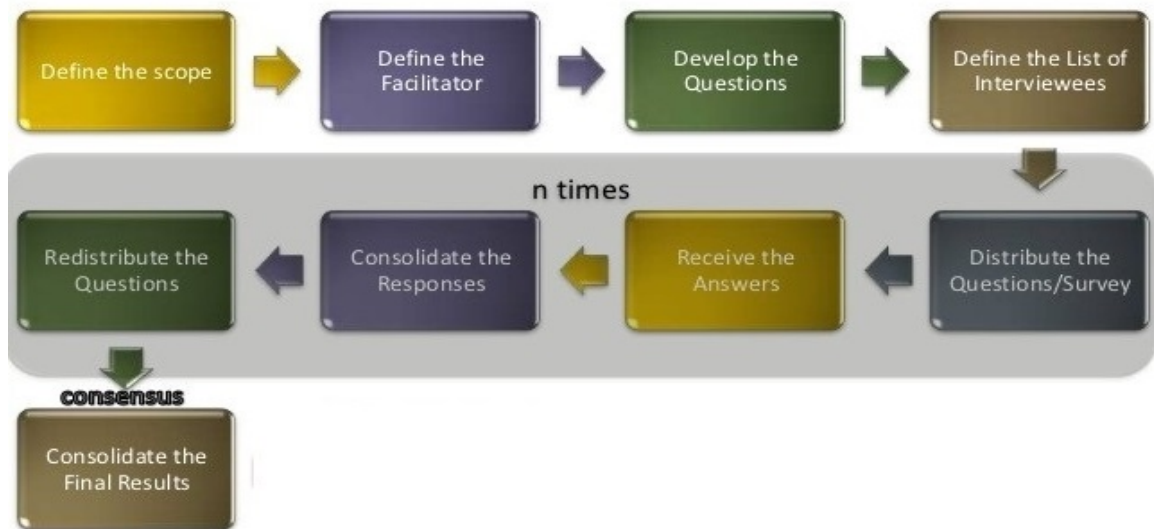 Define the scope
Define the
Facilitator
Develop the
Questions
Define the List of
Interviewees
n times
Redistribute the
Questions
Consolidate the
Responses
Receive the
Answers
Distribute the
Questions/Survey
consensus
Consolidate the
Final Results